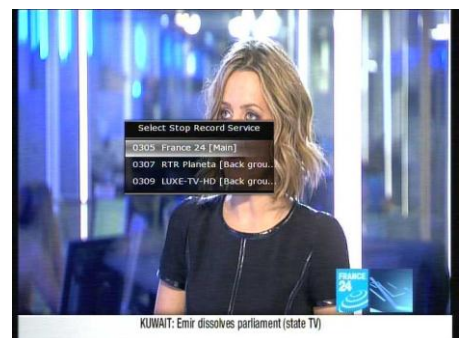 Select Stop Record Service
0305 France 24 [Main]
0307 RTR Planeta [Back grou...
0309 LUXE-TV-HD [Back grou...
FRANCE
24
KUWAIT: Emir dissolves parliament (state TV)